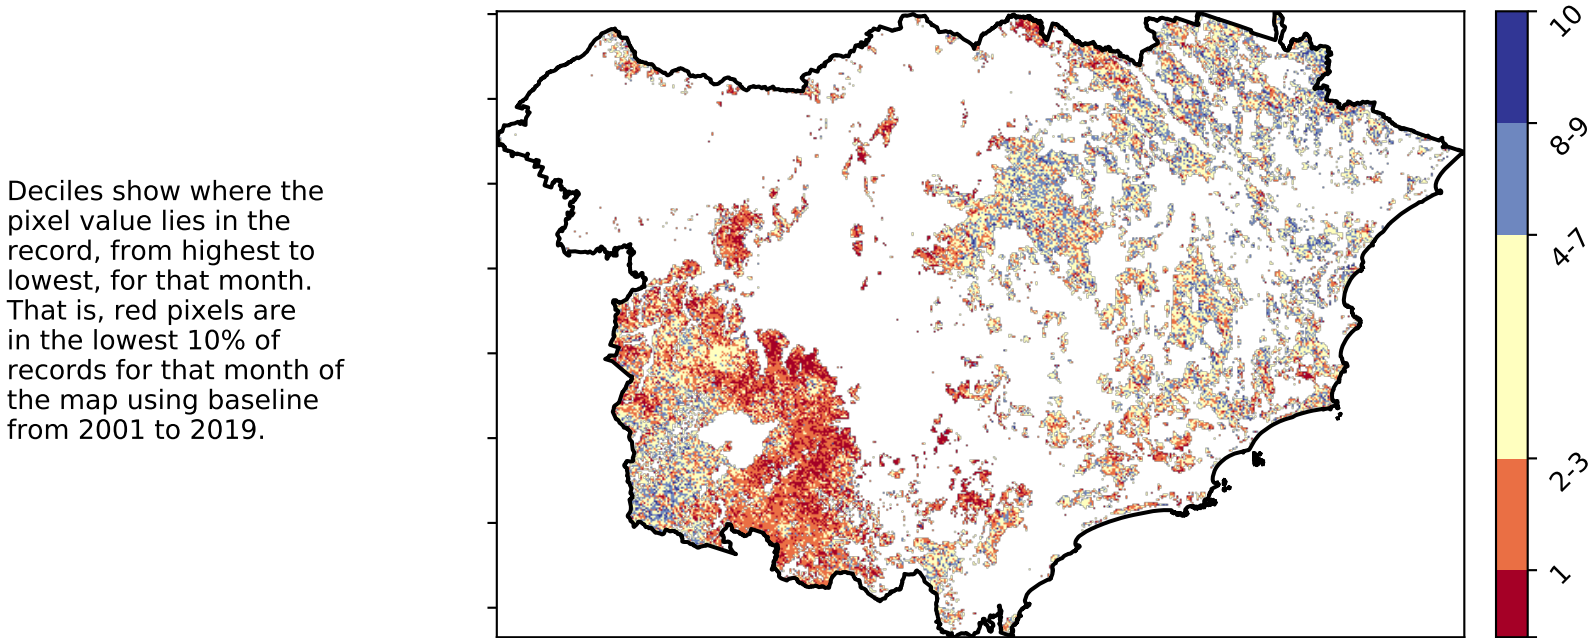 Deciles show where the
pixel value lies in the
record, from highest to
lowest, for that month.
That is, red pixels are
in the lowest 10% of
records for that month of
the map using baseline
from 2001 to 2019.
10
8-9
4-7
2-3
1